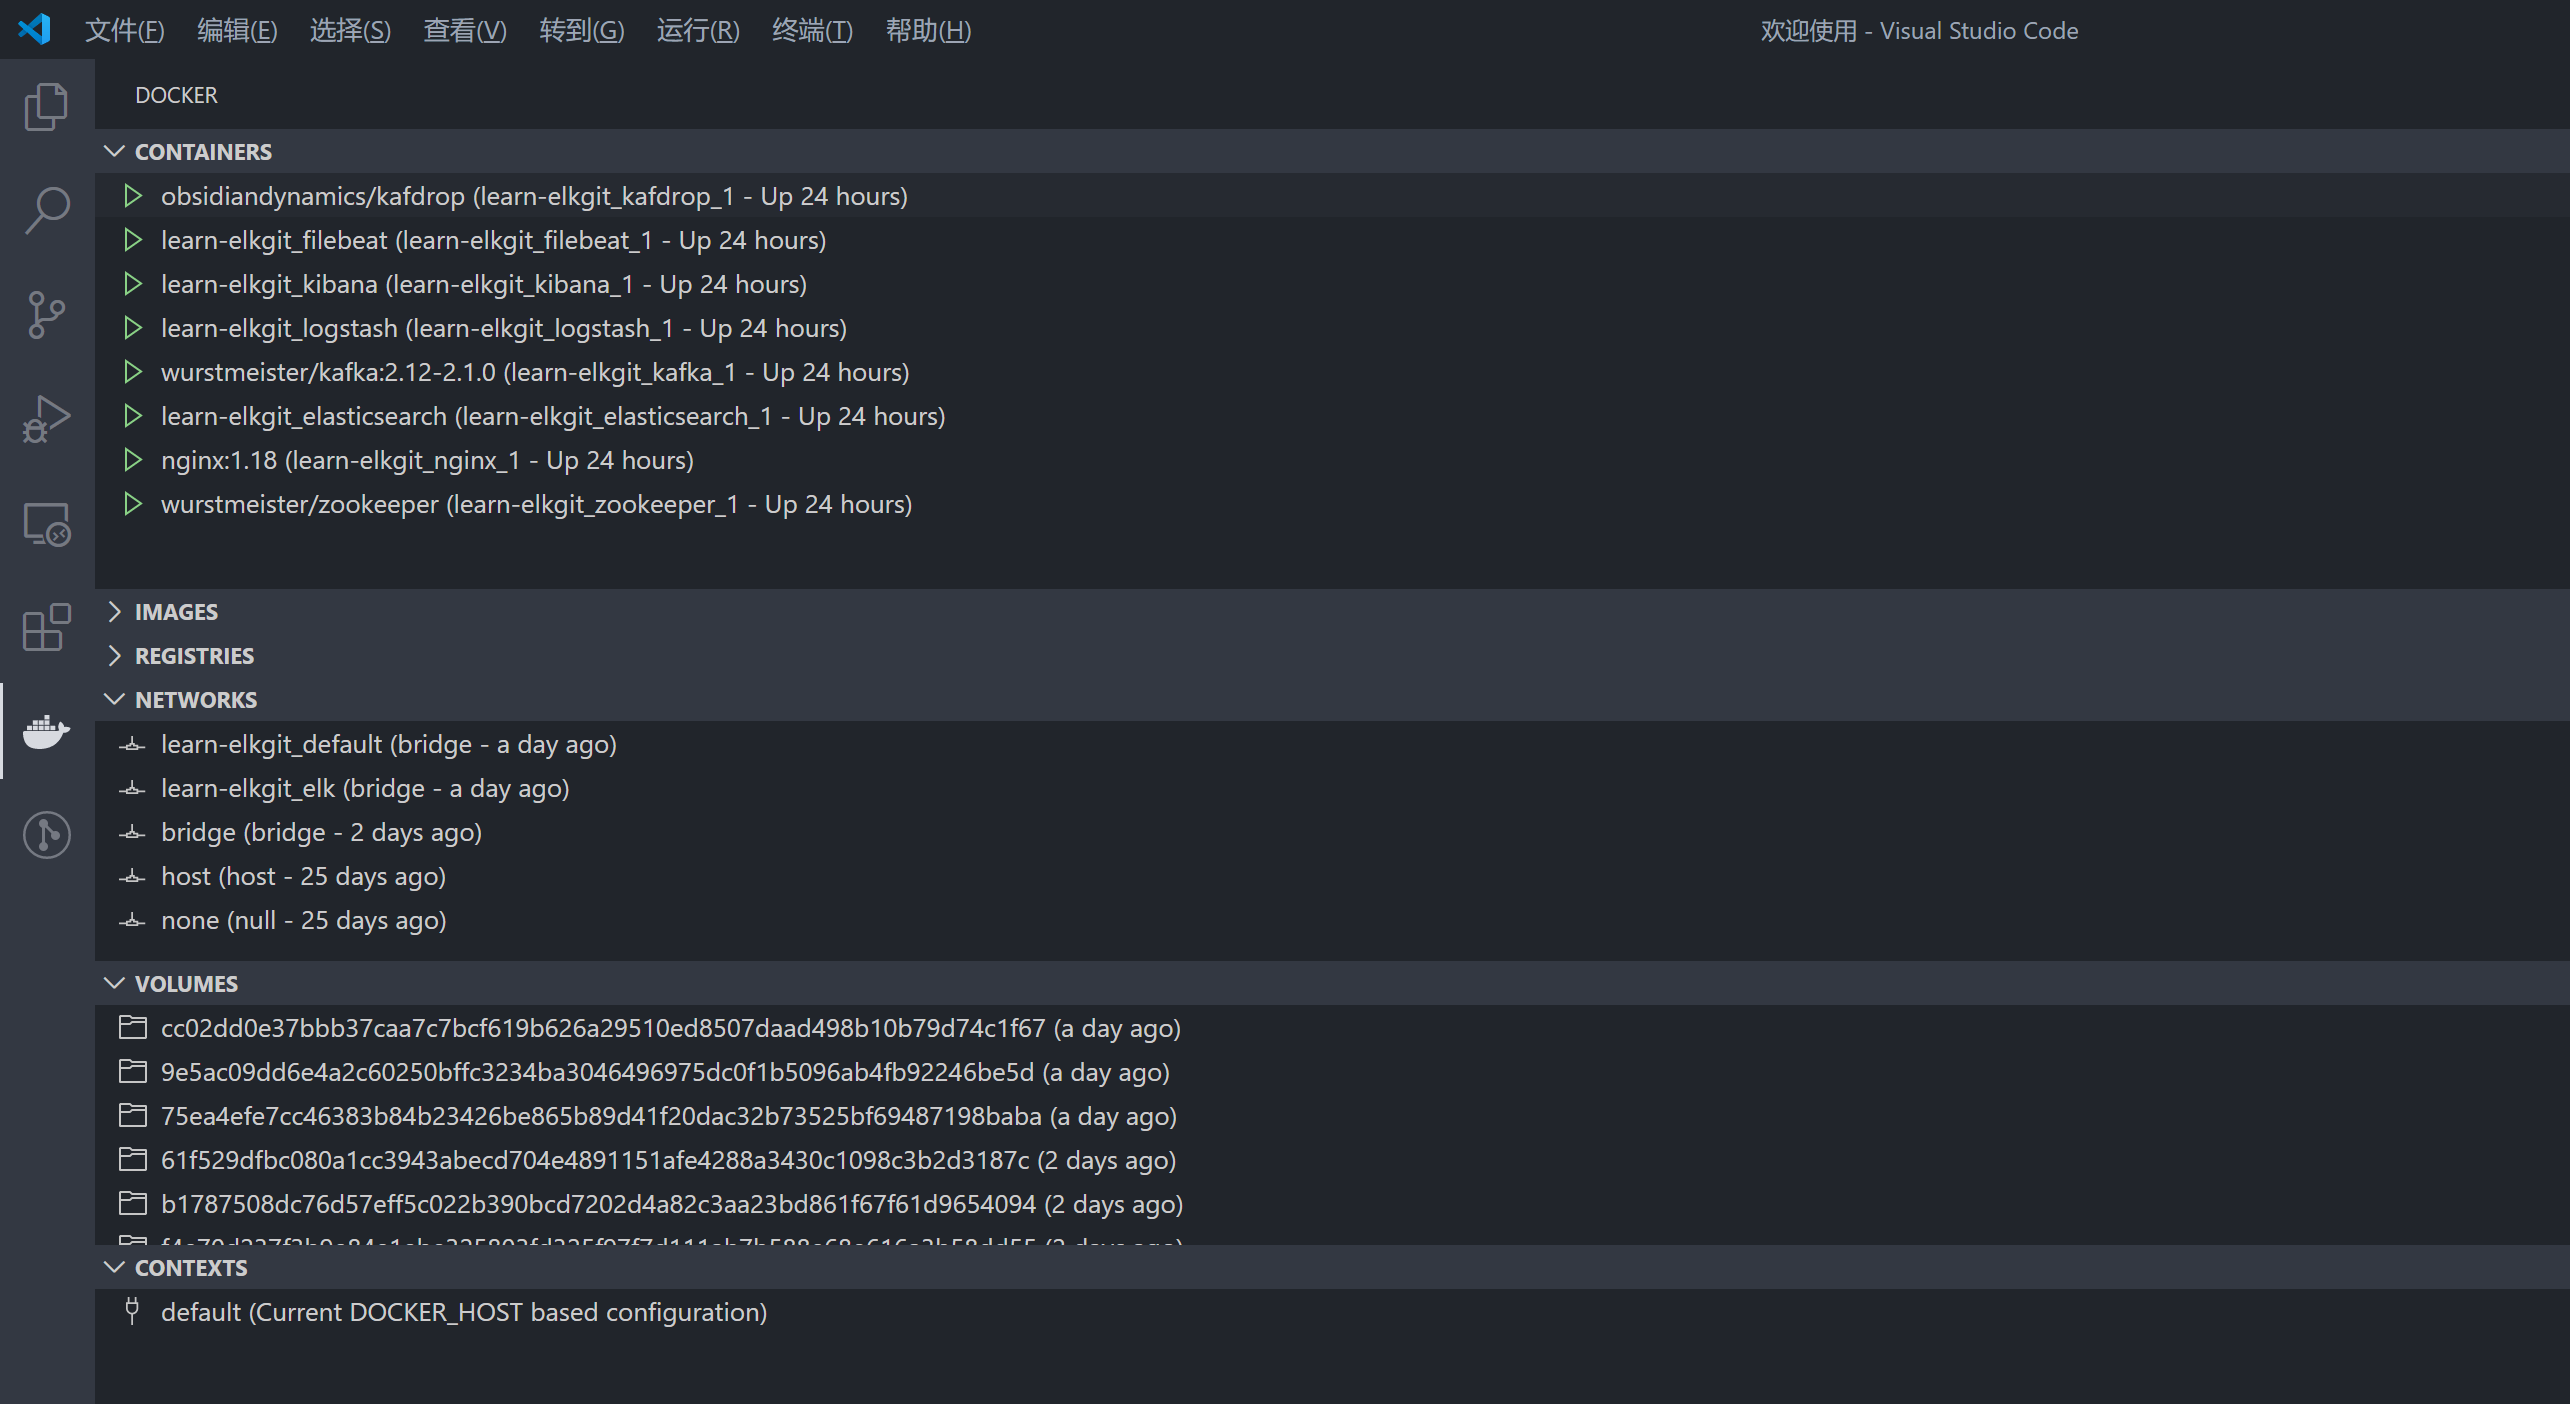 文件(F) 编辑(E) 选择(S) 查看(V) 转到(G) 运行(R) 终端(T) 帮助(H) 欢迎使用 - Visual Studio Code
DOCKER
CONTAINERS
obsidiandynamics/kafdrop (learn-elkgit_kafdrop_1 - Up 24 hours)
learn-elkgit_filebeat (learn-elkgit_filebeat_1 - Up 24 hours)
learn-elkgit_kibana (learn-elkgit_kibana_1 - Up 24 hours)
learn-elkgit_logstash (learn-elkgit_logstash_1 - Up 24 hours)
wurstmeister/kafka:2.12-2.1.0 (learn-elkgit_kafka_1 - Up 24 hours)
learn-elkgit_elasticsearch (learn-elkgit_elasticsearch_1 - Up 24 hours)
nginx:1.18 (learn-elkgit_nginx_1 - Up 24 hours)
wurstmeister/zookeeper (learn-elkgit_zookeeper_1 - Up 24 hours)
IMAGES
REGISTRIES
NETWORKS
learn-elkgit_default (bridge - a day ago)
learn-elkgit_elk (bridge - a day ago)
bridge (bridge - 2 days ago)
host (host - 25 days ago)
none (null - 25 days ago)
VOLUMES
cc02dd0e37bbb37caa7c7bcf619b626a29510ed8507daad498b10b79d74c1f67 (a day ago)
9e5ac09dd6e4a2c60250bffc3234ba3046496975dc0f1b5096ab4fb92246be5d (a day ago)
75ea4efe7cc46383b84b23426be865b89d41f20dac32b73525bf69487198baba (a day ago)
61f529dfbc080a1cc3943abecd704e4891151afe4288a3430c1098c3b2d3187c (2 days ago)
b1787508dc76d57eff5c022b390bcd7202d4a82c3aa23bd861f67f61d9654094 (2 days ago)
CONTEXTS
default (Current DOCKER_HOST based configuration)